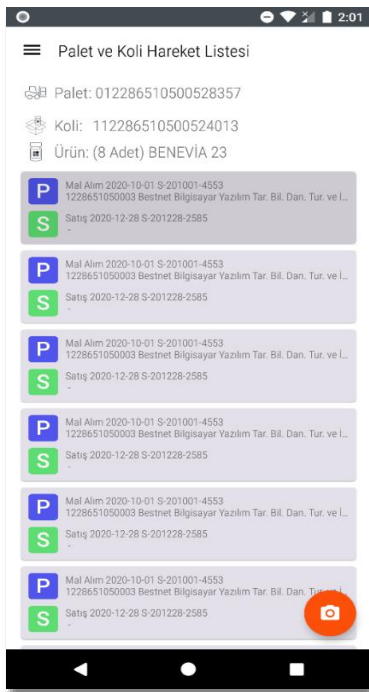 2:01
Palet ve Koli Hareket Listesi
Palet: 012286510500528357
Koli: 112286510500524013
Ürün: (8 Adet) BENEVİA 23
P
Mal Alım 2020-10-01 S-201001-4553
1228651050003 Bestnet Bilgisayar Yazılım Tar. Bil. Dan. Tur. ve İ...
S
Satış 2020-12-28 S-201228-2585
-
P
Mal Alım 2020-10-01 S-201001-4553
1228651050003 Bestnet Bilgisayar Yazılım Tar. Bil. Dan. Tur. ve İ...
S
Satış 2020-12-28 S-201228-2585
-
P
Mal Alım 2020-10-01 S-201001-4553
1228651050003 Bestnet Bilgisayar Yazılım Tar. Bil. Dan. Tur. ve İ...
S
Satış 2020-12-28 S-201228-2585
-
P
Mal Alım 2020-10-01 S-201001-4553
1228651050003 Bestnet Bilgisayar Yazılım Tar. Bil. Dan. Tur. ve İ...
S
Satış 2020-12-28 S-201228-2585
-
P
Mal Alım 2020-10-01 S-201001-4553
1228651050003 Bestnet Bilgisayar Yazılım Tar. Bil. Dan. Tur. ve İ...
S
Satış 2020-12-28 S-201228-2585
-
P
Mal Alım 2020-10-01 S-201001-4553
1228651050003 Bestnet Bilgisayar Yazılım Tar. Bil. Dan. Tur. ve İ...
S
Satış 2020-12-28 S-201228-2585
-